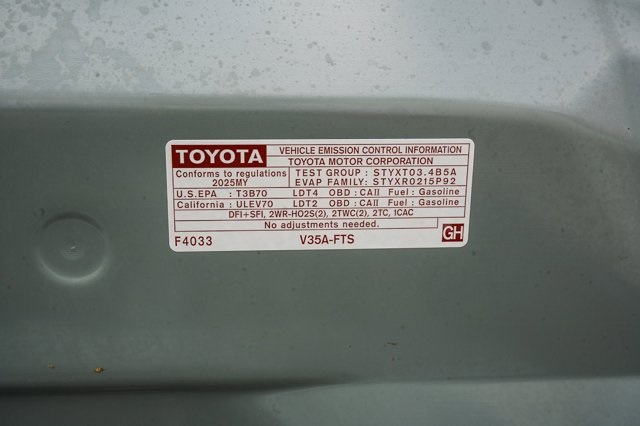 TOYOTA VEHICLE EMISSION CONTROL INFORMATION
TOYOTA MOTOR CORPORATION
Conforms to regulations TEST GROUP : STYXT03.4B5A
2025MY EVAP FAMILY : STYXR0215P92
U.S.EPA : T3B70 LDT4 OBD : CAII Fuel : Gasoline
California : ULEV70 LDT2 OBD : CAII Fuel : Gasoline
DFI+SFI, 2WR-HO2S(2), 2TWC(2), 2TC, 1CAC
No adjustments needed.
F4033 V35A-FTS GH